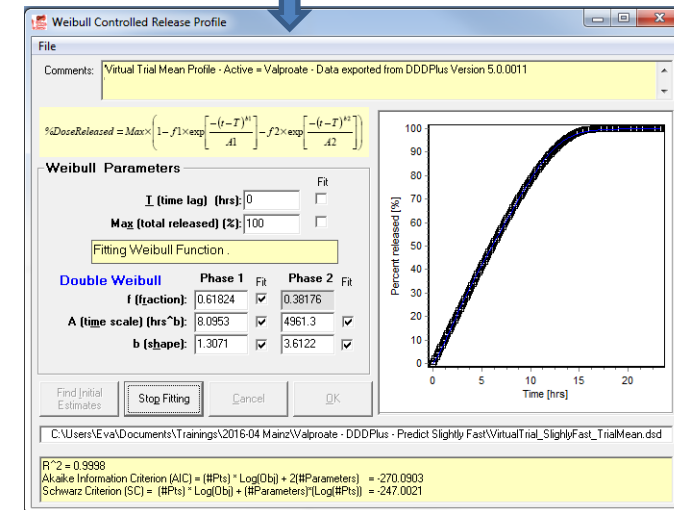 Weibull Controlled Release Profile
File
Comments: Virtual Trial Mean Profile - Active = Valproate - Data exported from DDDPlus Version 5.0.0011
%DoseReleased = Max×(1−f1×exp[−(t−T)^b1/A1]−f2×exp[−(t−T)^b2/A2])
Weibull Parameters
Fit
T (time lag) (hrs): 0
Max (total released) (%): 100
Fitting Weibull Function .
Double Weibull Phase 1 Fit Phase 2 Fit
f (fraction): 0.61824 0.38176
A (time scale) (hrs^b): 8.0953 4961.3
b (shape): 1.3071 3.6122
Find Initial Estimates
Stop Fitting
Cancel
OK
Percent released [%]
100
90
80
70
60
50
40
30
20
10
0
0 5 10 15 20
Time [hrs]
C:\Users\Eva\Documents\Trainings\2016-04 Mainz\Valproate - DDDPlus - Predict Slightly Fast\VirtualTrial_SlighlyFast_TrialMean.dsd
R^2 = 0.9998
Akaike Information Criterion (AIC) = (#Pts) * Log(Obj) + 2(#Parameters) = -270.0903
Schwarz Criterion (SC) = (#Pts) * Log(Obj) + (#Parameters)*(Log(#Pts)) = -247.0021